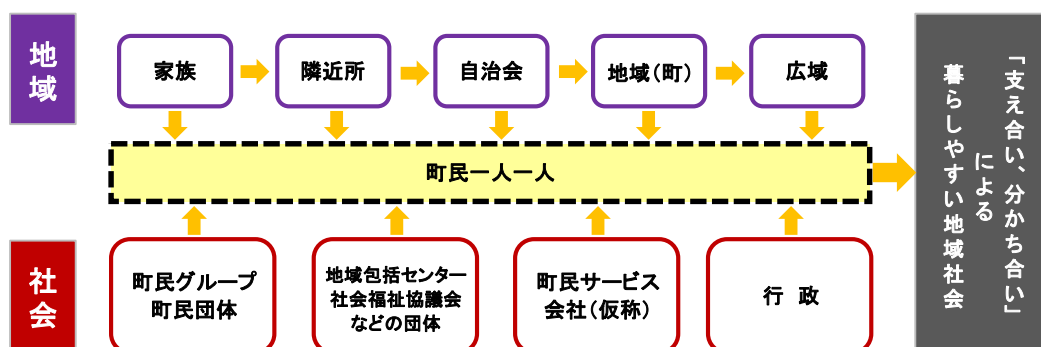 地域
家族
隣近所
自治会
地域（町）
広域
町民一人一人
社会
町民グループ
町民団体
地域包括センター
社会福祉協議会
などの団体
町民サービス
会社（仮称）
行 政
「支え合い、分かち合い」
による
暮らしやすい地域社会